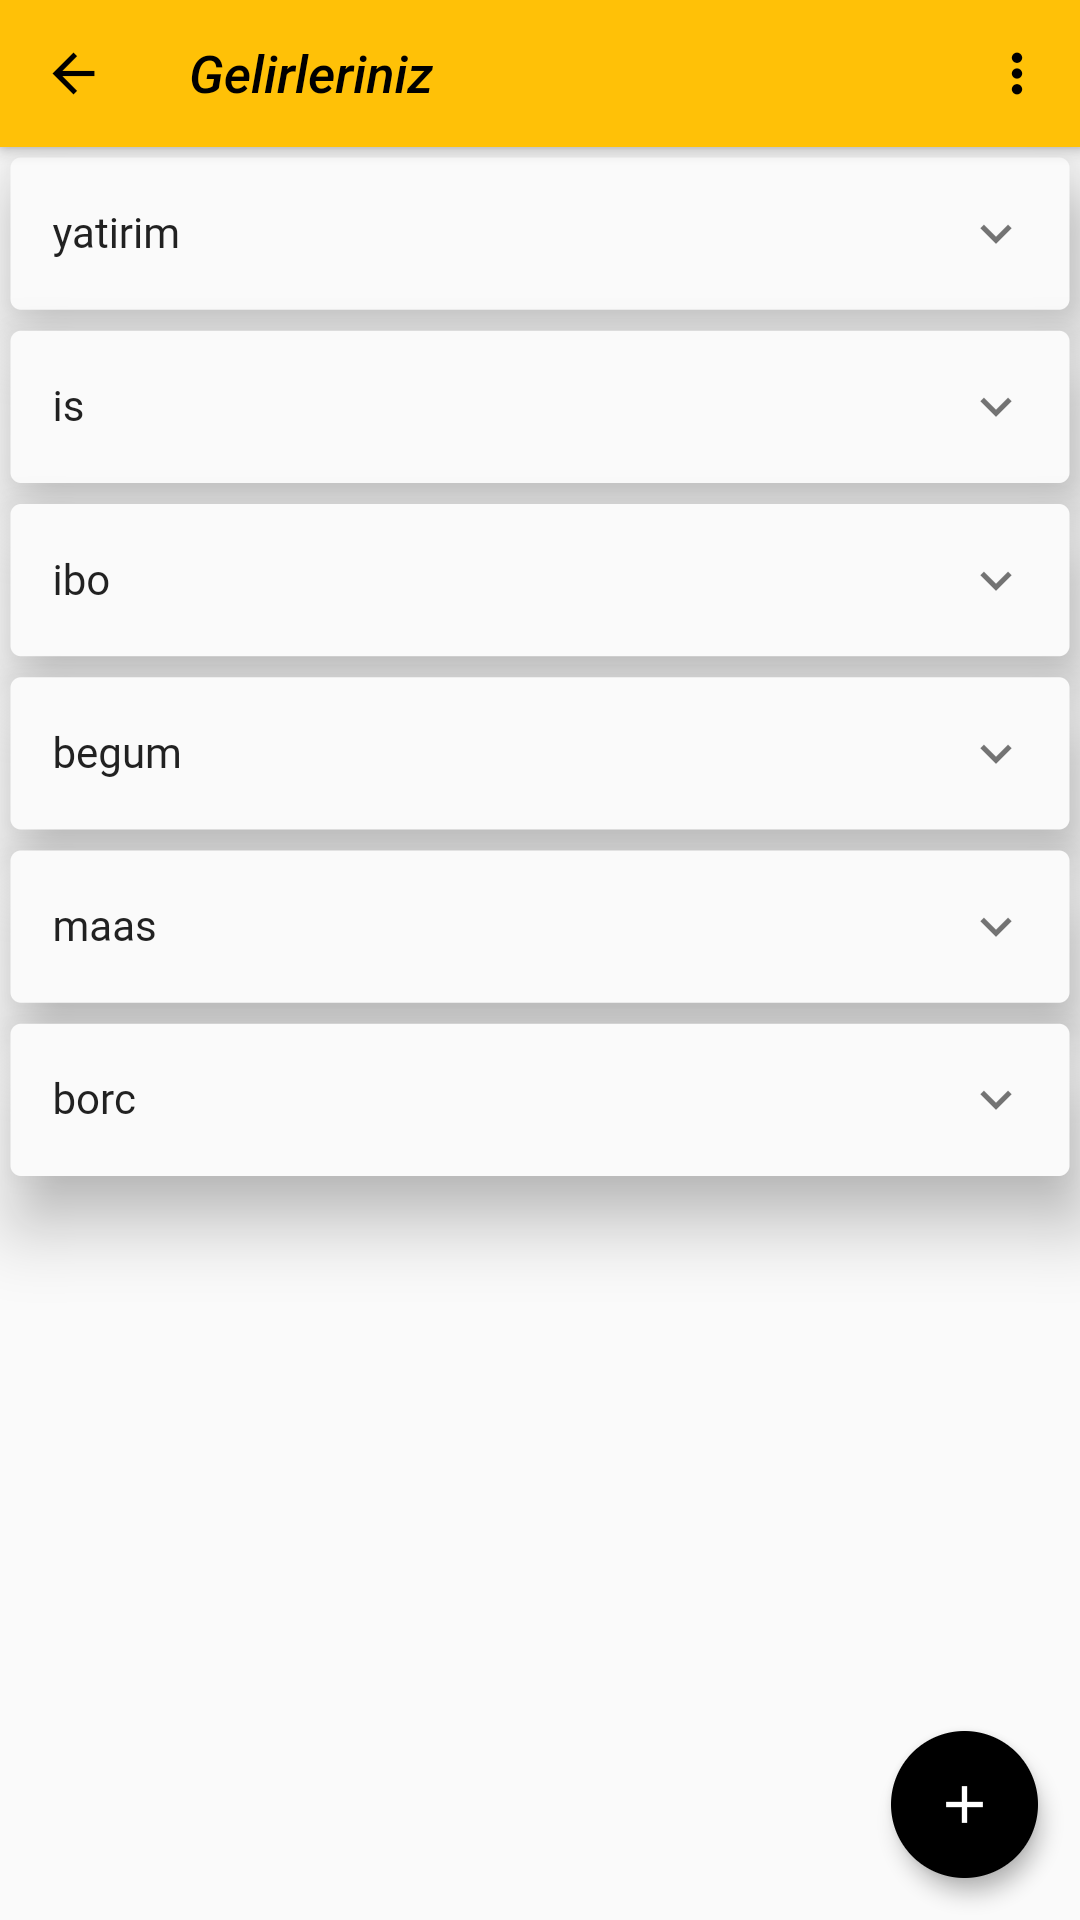 Gelirleriniz
yatirim
is
ibo
begum
maas
borc